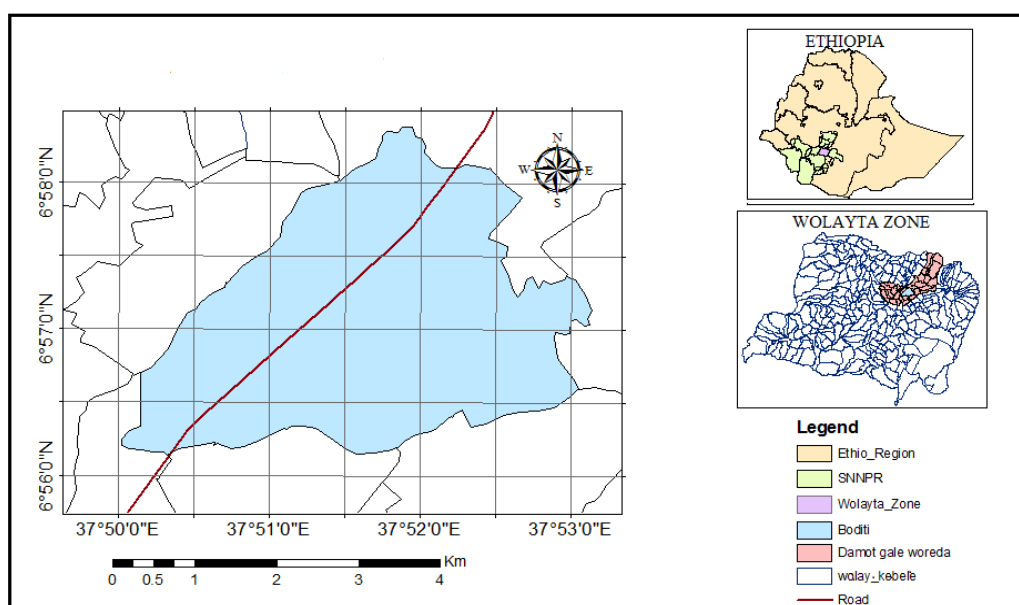 ETHIOPIA
N
W E
S
6°58'0"N
6°57'0"N
6°56'0"N
37°50'0"E 37°51'0"E 37°52'0"E 37°53'0"E
Km
0 0.5 1 2 3 4
WOLAYTA ZONE
Legend
Ethio_Region
SNNPR
Wolayta_Zone
Boditi
Damot gale woreda
walay_kebele
Road